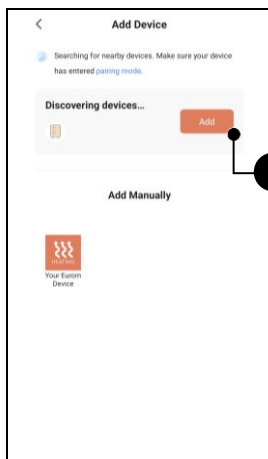 Add Device
Searching for nearby devices. Make sure your device
has entered pairing mode.
Discovering devices...
Add
Add Manually
HEATING
Your Eurom
Device